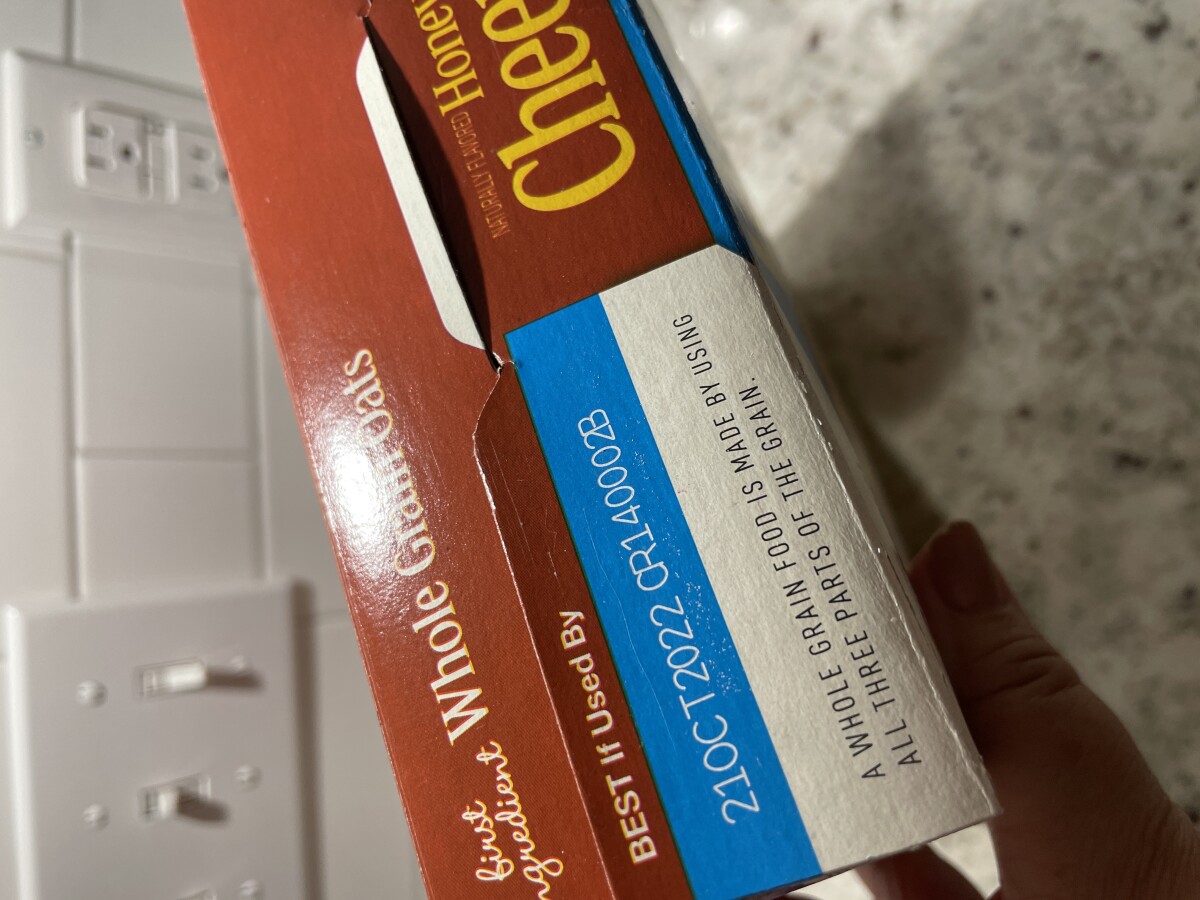 NATURALLY FLAVORED Honey
Chee
first
ngredient Whole Grain Oats
BEST If Used By
21OCT2022 CR140002B
A WHOLE GRAIN FOOD IS MADE BY USING
ALL THREE PARTS OF THE GRAIN.